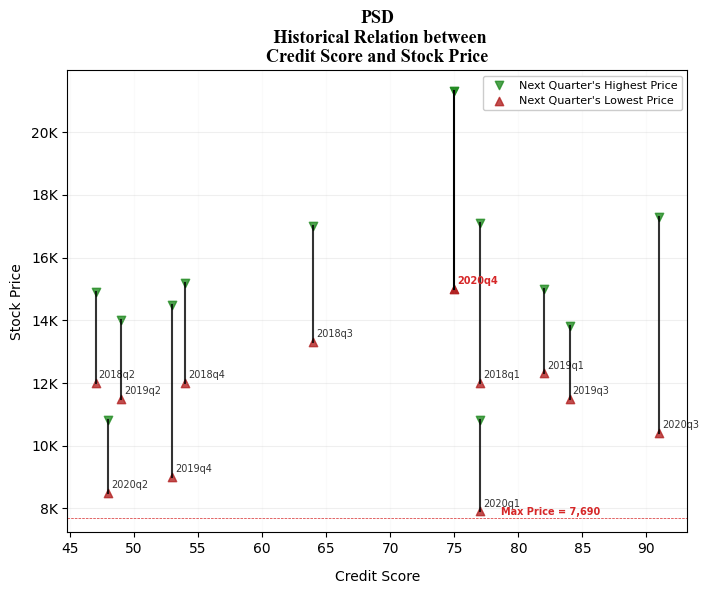 PSD
Historical Relation between
Credit Score and Stock Price
Next Quarter's Highest Price
Next Quarter's Lowest Price
Stock Price
20K
18K
16K
14K
12K
10K
8K
2020q4
2018q3
2018q2
2018q4
2018q1
2019q1
2019q2
2019q3
2020q3
2019q4
2020q2
2020q1
Max Price = 7,690
45 50 55 60 65 70 75 80 85 90
Credit Score